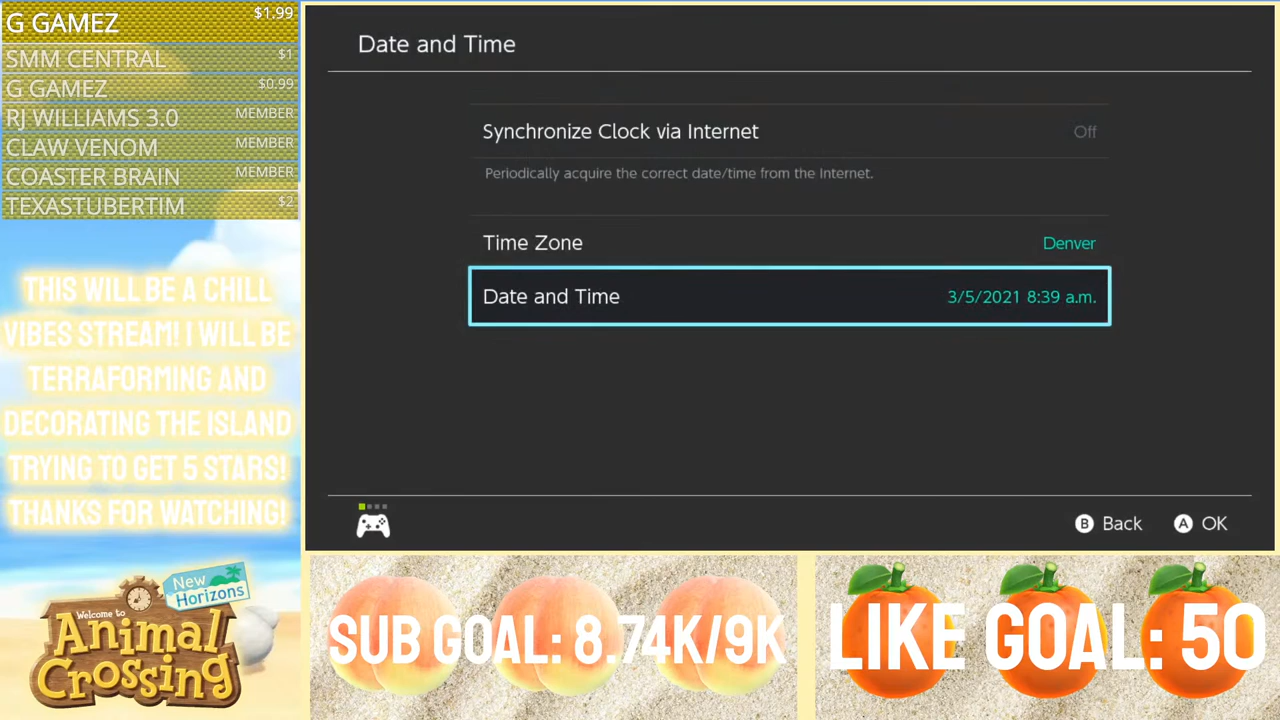 G GAMEZ $1.99
SMM CENTRAL $1
G GAMEZ $0.99
RJ WILLIAMS 3.0 MEMBER
CLAW VENOM MEMBER
COASTER BRAIN MEMBER
TEXASTUBERTIM $2
THIS WILL BE A CHILL
VIBES STREAM! I WILL BE
TERRAFORMING AND
DECORATING THE ISLAND
TRYING TO GET 5 STARS!
THANKS FOR WATCHING!
Welcome to
Animal
Crossing
New
Horizons
Date and Time
Synchronize Clock via Internet Off
Periodically acquire the correct date/time from the Internet.
Time Zone Denver
Date and Time 3/5/2021 8:39 a.m.
B Back A OK
SUB GOAL: 8.74K/9K
LIKE GOAL: 50